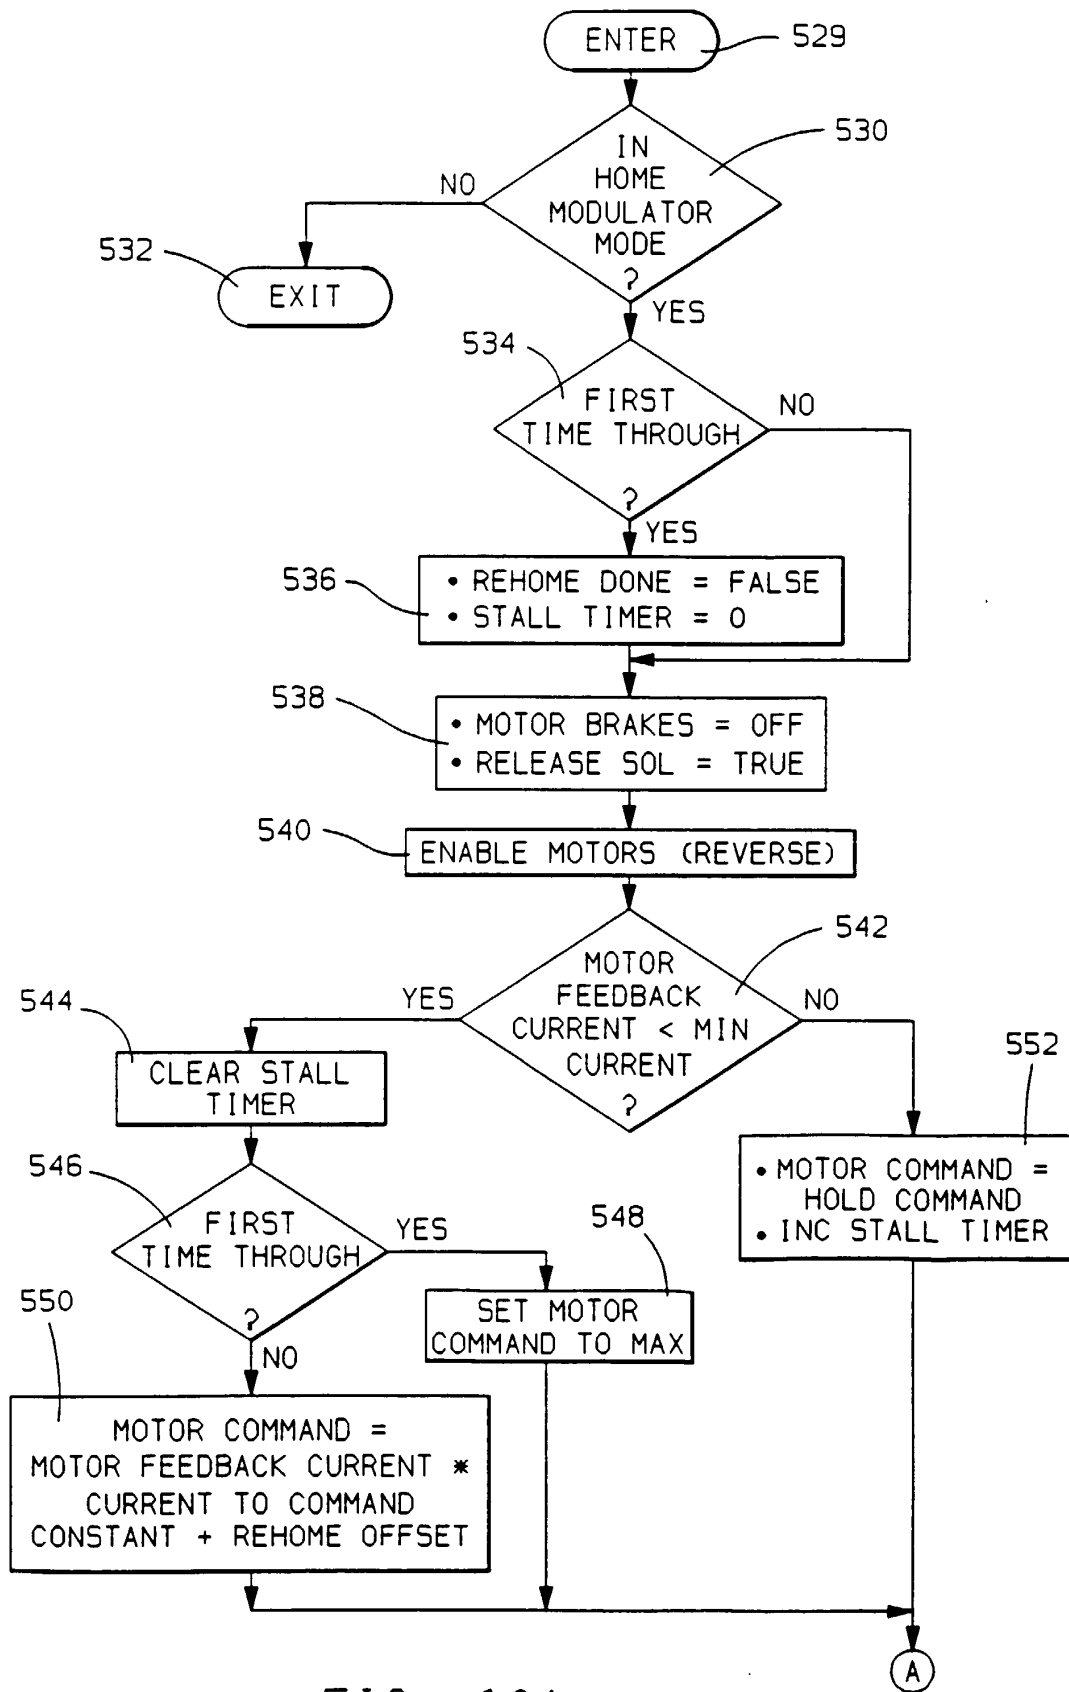 ENTER
529
IN
HOME
MODULATOR
MODE
?
530
NO
532
EXIT
YES
534
FIRST
TIME THROUGH
?
NO
YES
536
• REHOME DONE = FALSE
• STALL TIMER = 0
538
• MOTOR BRAKES = OFF
• RELEASE SOL = TRUE
540
ENABLE MOTORS (REVERSE)
542
MOTOR
FEEDBACK
CURRENT < MIN
CURRENT
?
YES
NO
544
CLEAR STALL
TIMER
552
• MOTOR COMMAND =
HOLD COMMAND
• INC STALL TIMER
546
FIRST
TIME THROUGH
?
YES
548
SET MOTOR
COMMAND TO MAX
NO
550
MOTOR COMMAND =
MOTOR FEEDBACK CURRENT *
CURRENT TO COMMAND
CONSTANT + REHOME OFFSET
A